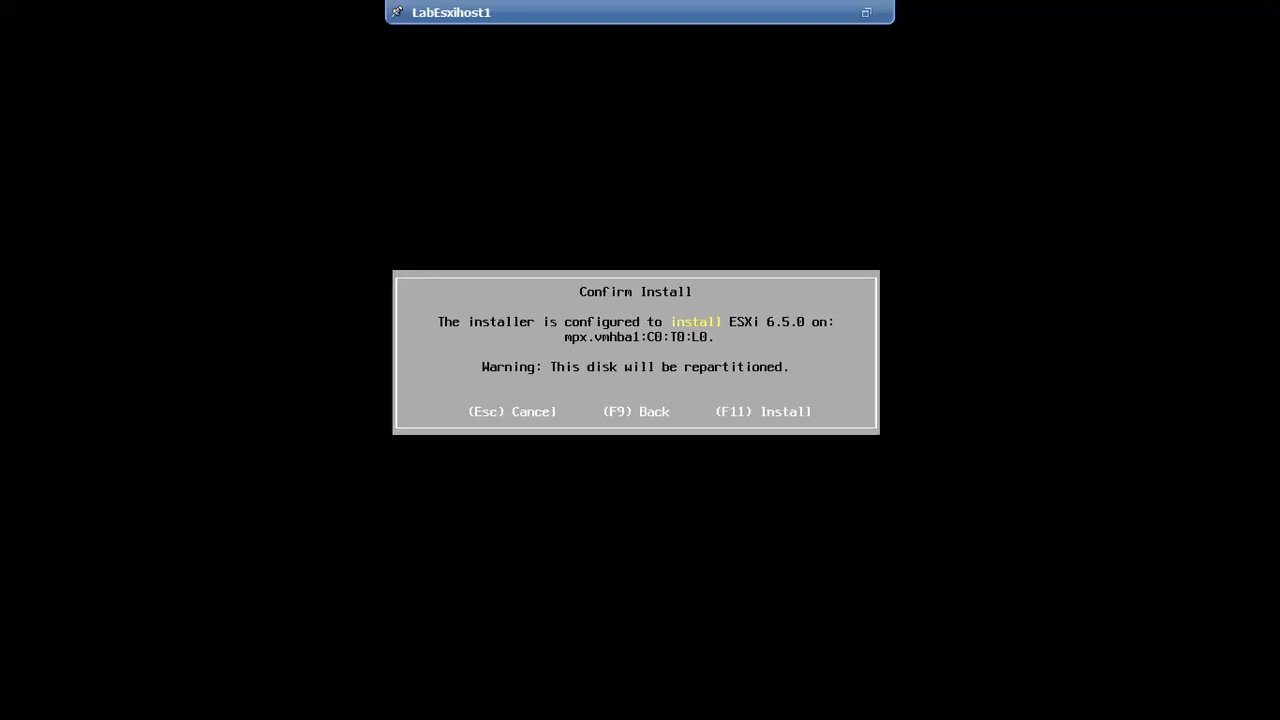 LabEsxihost1
Confirm Install
The installer is configured to install ESXi 6.5.0 on:
mpx.vmhba1:C0:T0:L0.
Warning: This disk will be repartitioned.
(Esc) Cancel (F9) Back (F11) Install